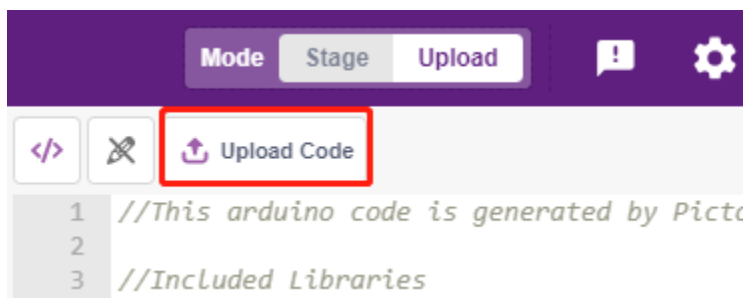 Mode Stage Upload
</> Upload Code
1 //This arduino code is generated by
2
3 //Included Libraries